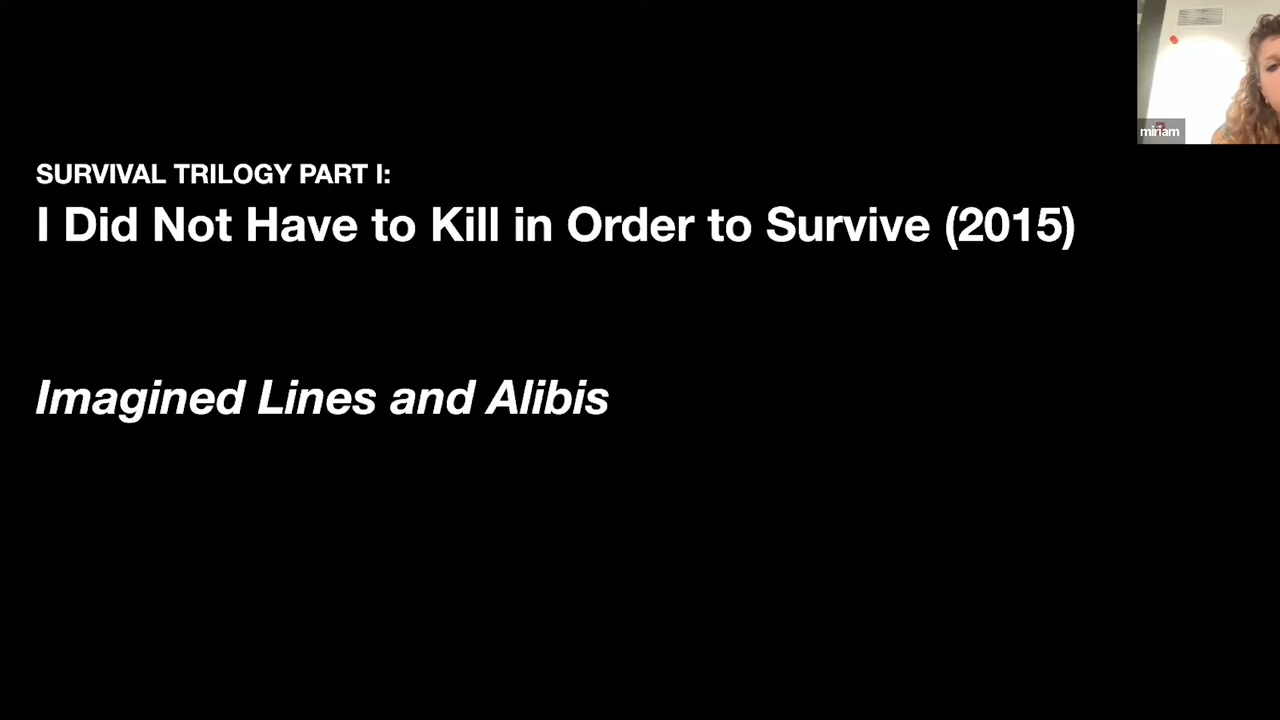 SURVIVAL TRILOGY PART I:
I Did Not Have to Kill in Order to Survive (2015)
Imagined Lines and Alibis
miriam